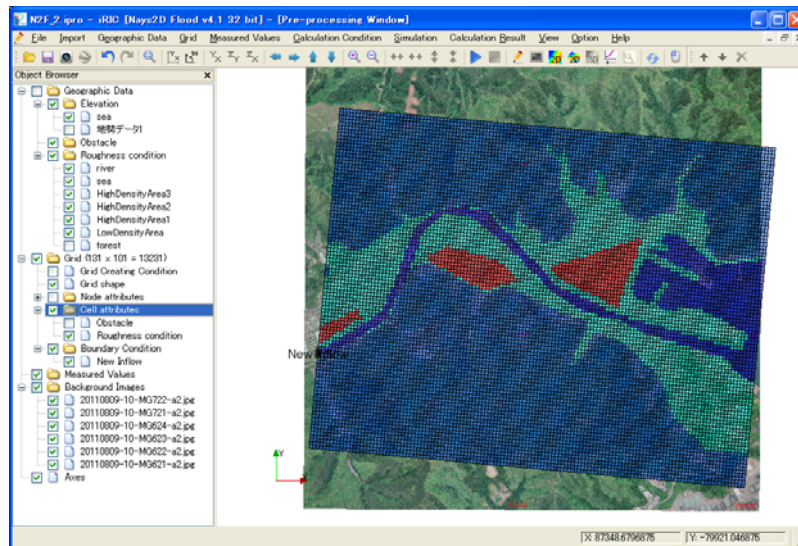 N2F_2.ipro - iRIC [Nays2D Flood v4.1 32 bit] - [Pre-processing Window]
File Import Geographic Data Grid Measured Values Calculation Condition Simulation Calculation Result View Option Help
Object Browser
Geographic Data
Elevation
sea
地勢データ1
Obstacle
Roughness condition
river
sea
HighDensityArea3
HighDensityArea2
HighDensityArea1
LowDensityArea
forest
Grid (131 x 101 = 13231)
Grid Creating Condition
Grid shape
Node attributes
Cell attributes
Obstacle
Roughness condition
Boundary Condition
New Inflow
Measured Values
Background Images
20110809-10-MG722-a2.jpg
20110809-10-MG721-a2.jpg
20110809-10-MG624-a2.jpg
20110809-10-MG623-a2.jpg
20110809-10-MG622-a2.jpg
20110809-10-MG621-a2.jpg
Axes
New Inflow
Y
X: 87348.6796875 Y: -79921.046875